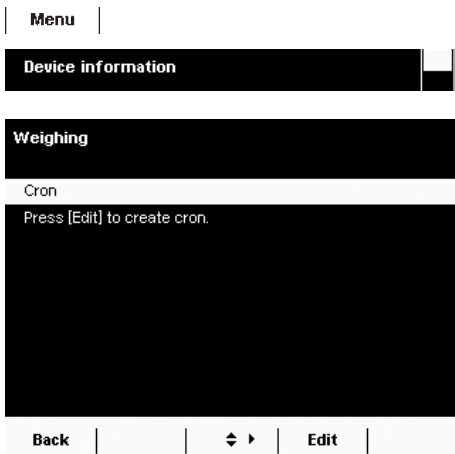 Menu
Device information
Weighing
Cron
Press [Edit] to create cron.
Back Edit